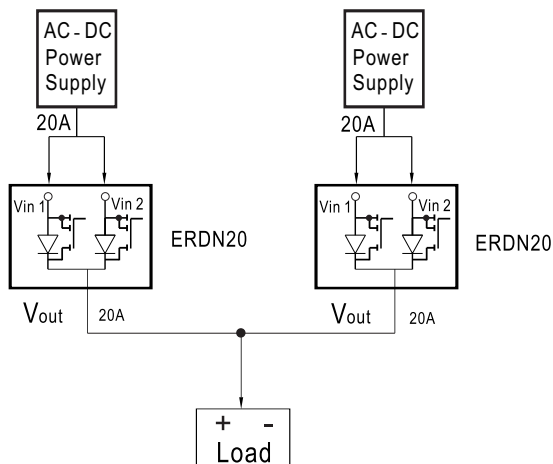 AC - DC
Power
Supply
AC - DC
Power
Supply
20A
20A
Vin 1
Vin 2
ERDN20
Vin 1
Vin 2
ERDN20
Vout
20A
Vout
20A
+ -
Load